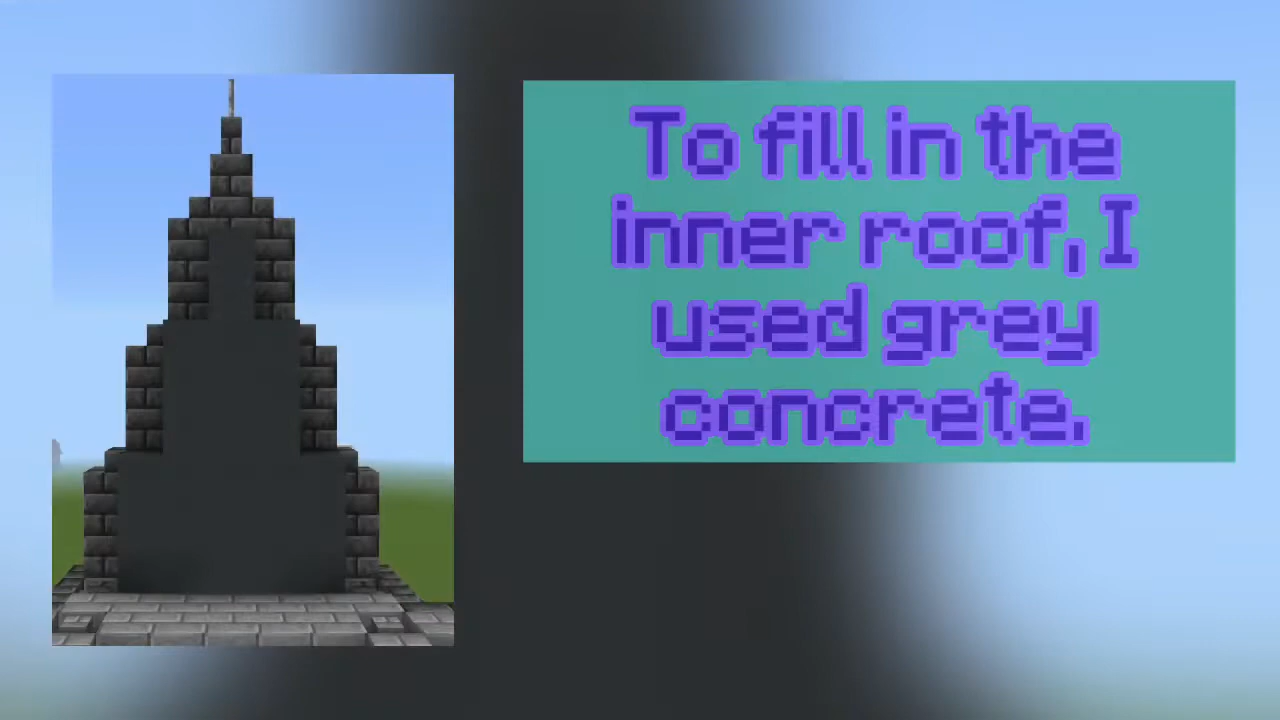 To fill in the
inner roof, I
used grey
concrete.